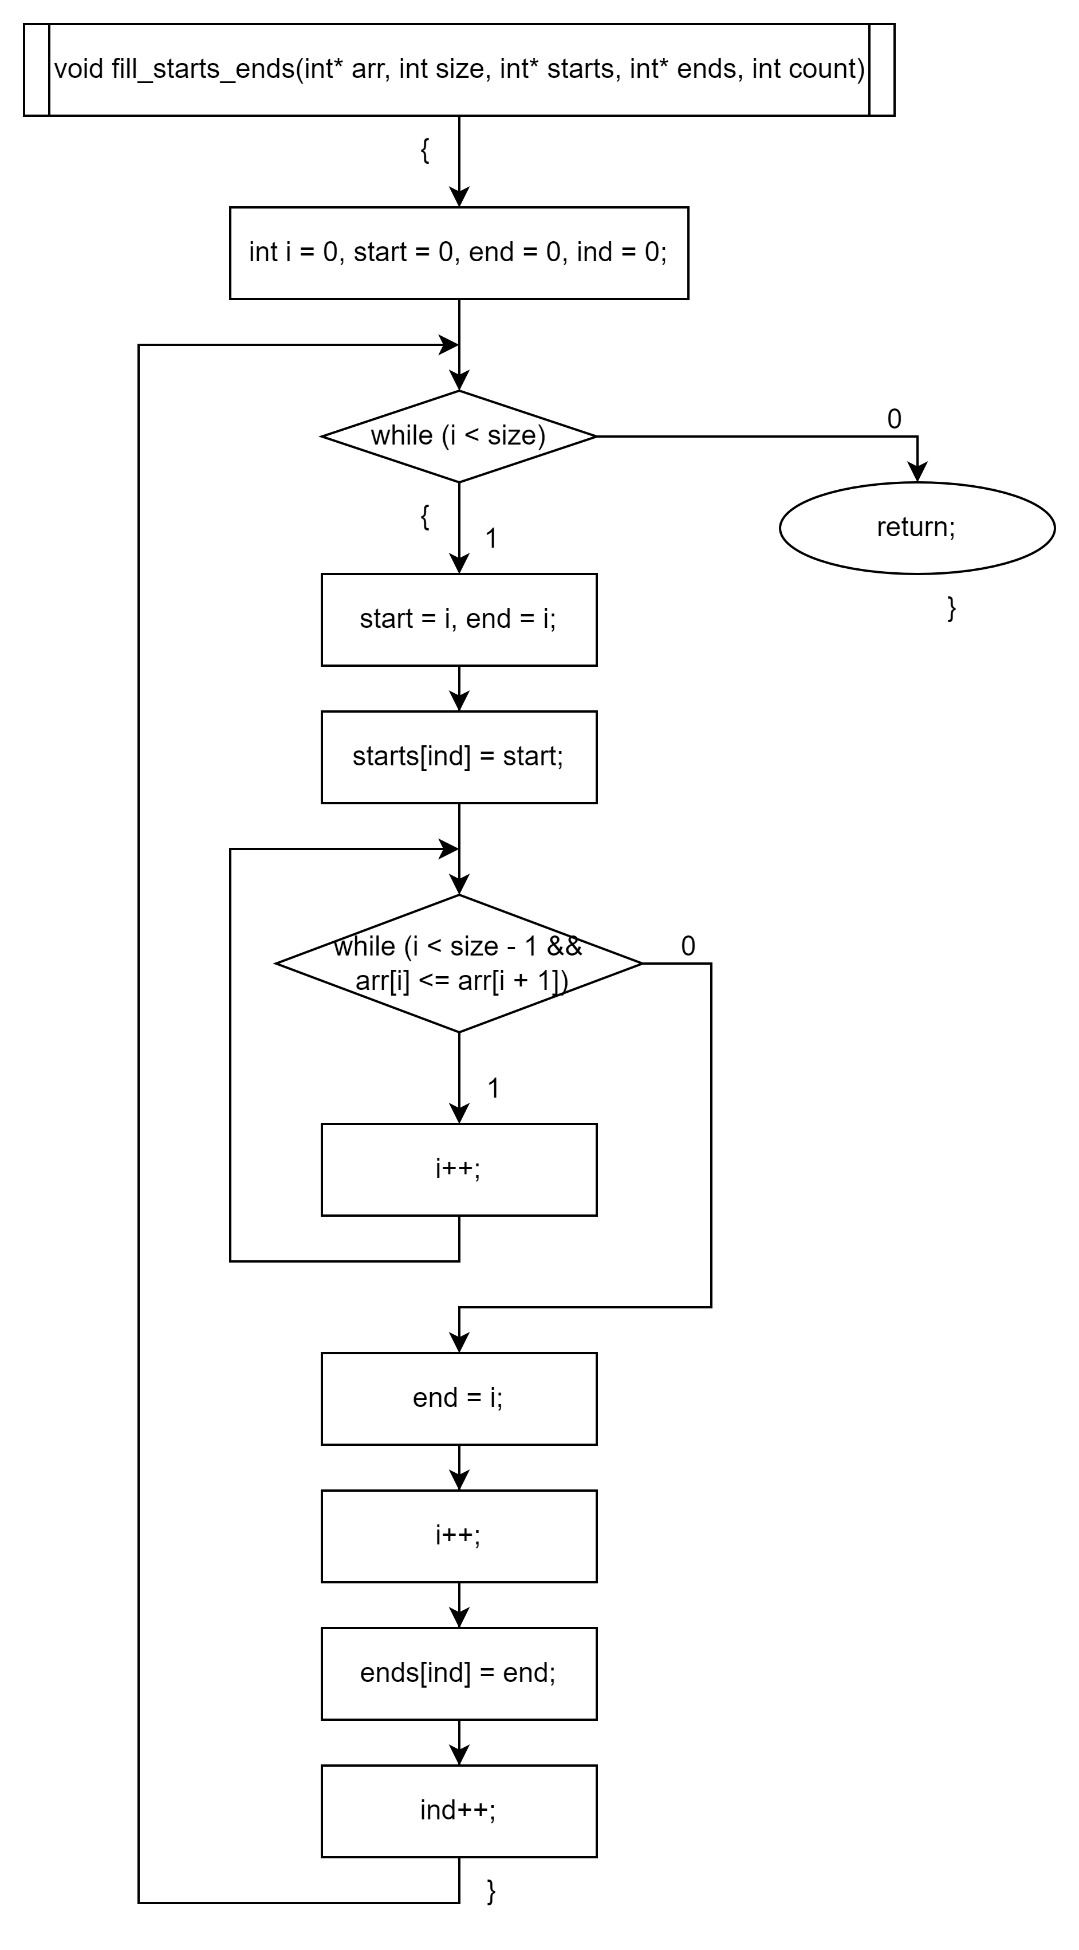 void fill_starts_ends(int* arr, int size, int* starts, int* ends, int count)
{
int i = 0, start = 0, end = 0, ind = 0;
while (i < size)
0
return;
}
{
1
start = i, end = i;
starts[ind] = start;
while (i < size - 1 &&
arr[i] <= arr[i + 1])
0
1
i++;
end = i;
i++;
ends[ind] = end;
ind++;
}